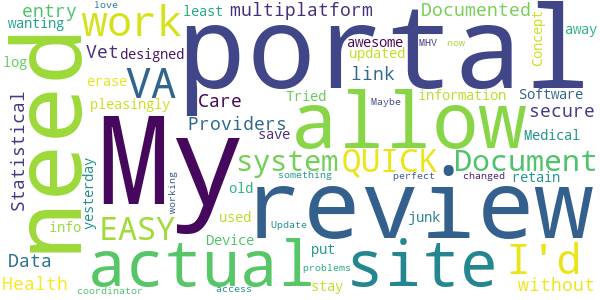 love
least
multiplatform
Documented
entry
wanting
work
portal
Concept
away
log
need
Vet
designed
awesome
MHV
now
updated
VA
link
erase
information
Software
pleasingly
Care
Tried
secure
Statistical
My
Providers
save
allow
Medical
yesterday
system
QUICK
Document
working
old
review
something
perfect
changed
retain
info
EASY
used
junk
Update
Device
actual
site
I'd
Data
put
problems
Health
coordinator
access
stay
without
Maybe